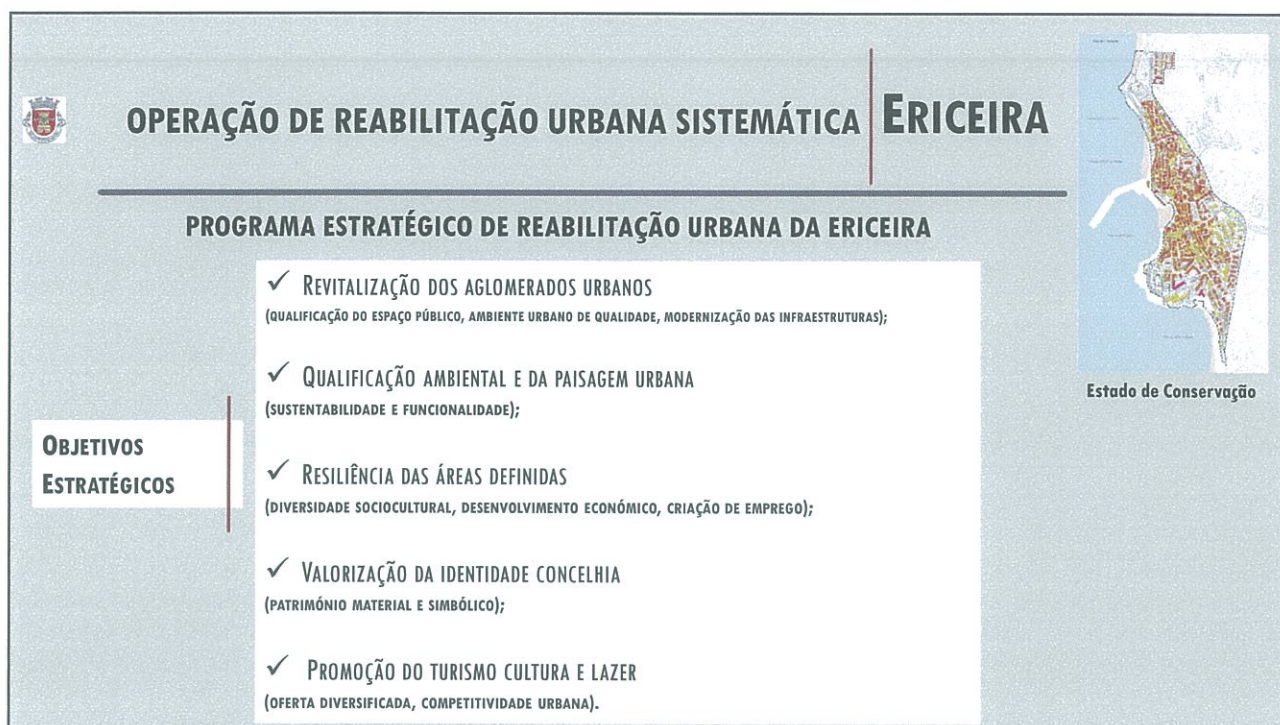 OPERAÇÃO DE REABILITAÇÃO URBANA SISTEMÁTICA ERICEIRA
PROGRAMA ESTRATÉGICO DE REABILITAÇÃO URBANA DA ERICEIRA
✓ REVITALIZAÇÃO DOS AGLOMERADOS URBANOS
(QUALIFICAÇÃO DO ESPAÇO PÚBLICO, AMBIENTE URBANO DE QUALIDADE, MODERNIZAÇÃO DAS INFRAESTRUTURAS);
✓ QUALIFICAÇÃO AMBIENTAL E DA PAISAGEM URBANA
(SUSTENTABILIDADE E FUNCIONALIDADE);
Estado de Conservação
OBJETIVOS
ESTRATÉGICOS
✓ RESILIÊNCIA DAS ÁREAS DEFINIDAS
(DIVERSIDADE SOCIOCULTURAL, DESENVOLVIMENTO ECONÓMICO, CRIAÇÃO DE EMPREGO);
✓ VALORIZAÇÃO DA IDENTIDADE CONCELHIA
(PATRIMÓNIO MATERIAL E SIMBÓLICO);
✓ PROMOÇÃO DO TURISMO CULTURA E LAZER
(OFERTA DIVERSIFICADA, COMPETITIVIDADE URBANA).